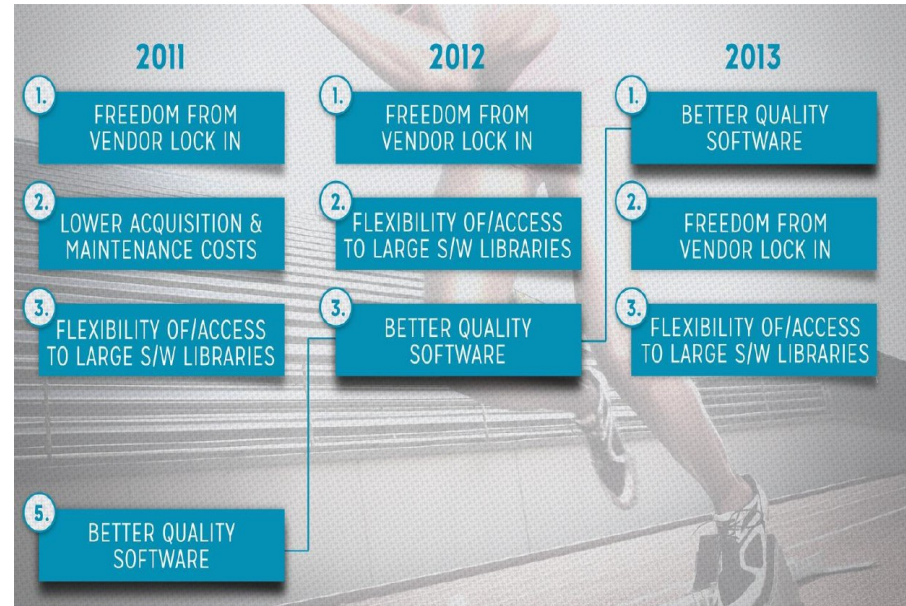 2011
1.
FREEDOM FROM
VENDOR LOCK IN
2.
LOWER ACQUISITION &
MAINTENANCE COSTS
3.
FLEXIBILITY OF/ACCESS
TO LARGE S/W LIBRARIES
5.
BETTER QUALITY
SOFTWARE
2012
1.
FREEDOM FROM
VENDOR LOCK IN
2.
FLEXIBILITY OF/ACCESS
TO LARGE S/W LIBRARIES
3.
BETTER QUALITY
SOFTWARE
2013
1.
BETTER QUALITY
SOFTWARE
2.
FREEDOM FROM
VENDOR LOCK IN
3.
FLEXIBILITY OF/ACCESS
TO LARGE S/W LIBRARIES